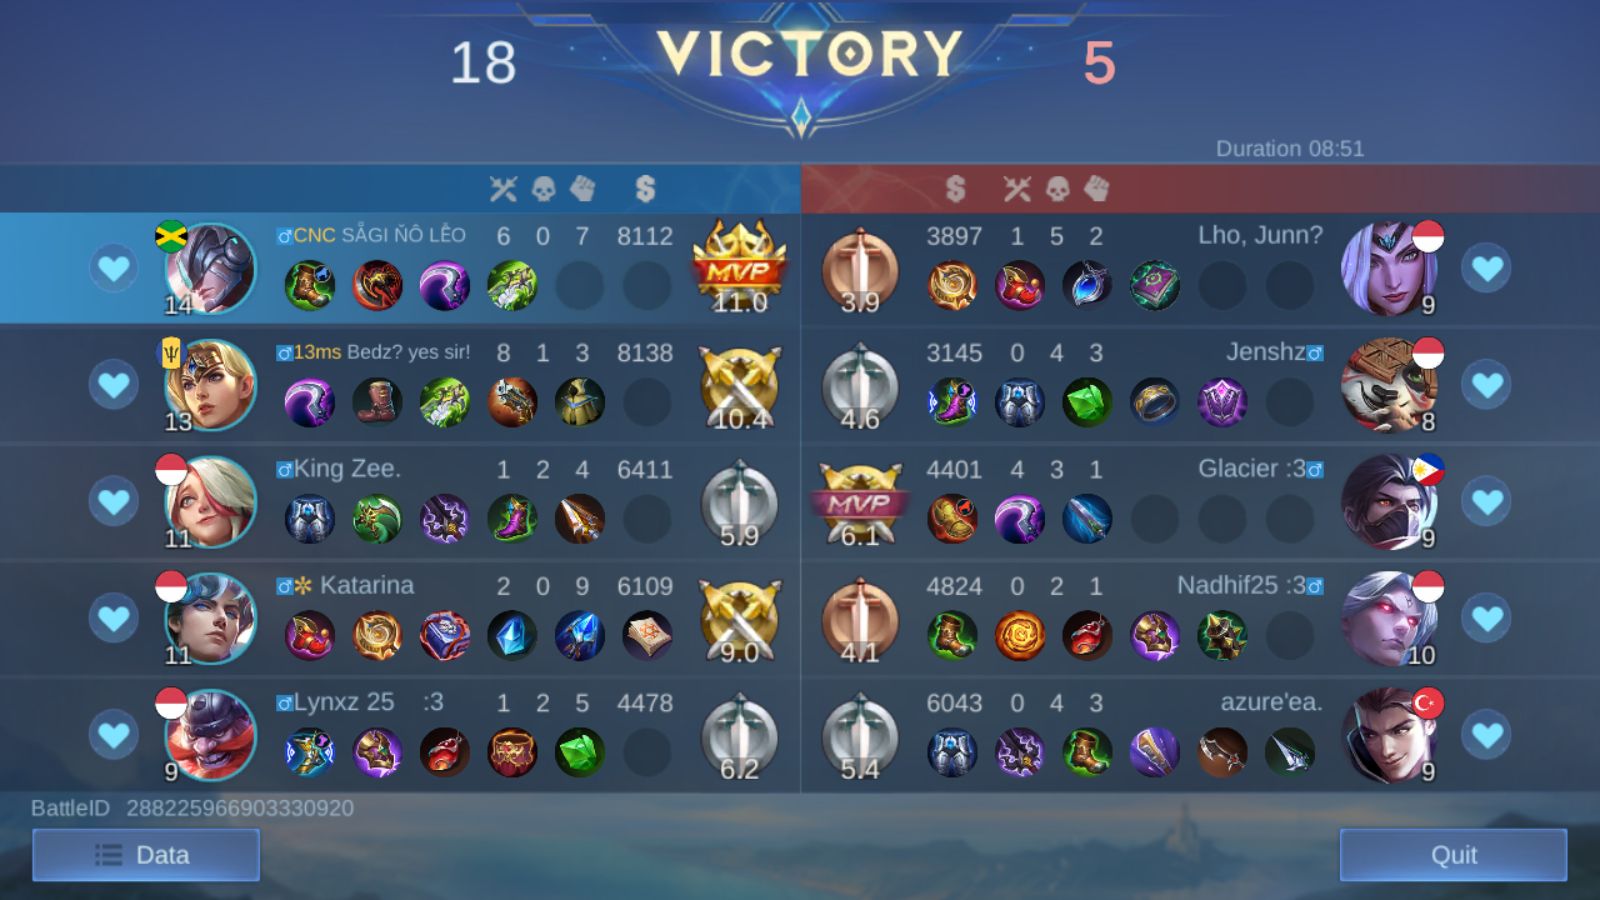 18 VICTORY 5
Duration 08:51
CNC SÅGI ŇÔ LÊO 6 0 7 8112 MVP 11.0 14
3.9 3897 1 5 2 Lho, Junn? 9
13ms Bedz? yes sir! 8 1 3 8138 10.4 13
4.6 3145 0 4 3 Jenshz 8
King Zee. 1 2 4 6411 5.9 11
MVP 6.1 4401 4 3 1 Glacier :3 9
Katarina 2 0 9 6109 9.0 11
4.1 4824 0 2 1 Nadhif25 :3 10
Lynxz 25 :3 1 2 5 4478 6.2 9
5.4 6043 0 4 3 azure'ea. 9
BattleID 288225966903330920
Data
Quit